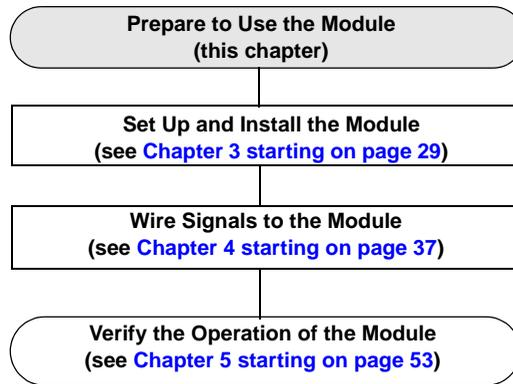 Prepare to Use the Module
(this chapter)
Set Up and Install the Module
(see Chapter 3 starting on page 29)
Wire Signals to the Module
(see Chapter 4 starting on page 37)
Verify the Operation of the Module
(see Chapter 5 starting on page 53)